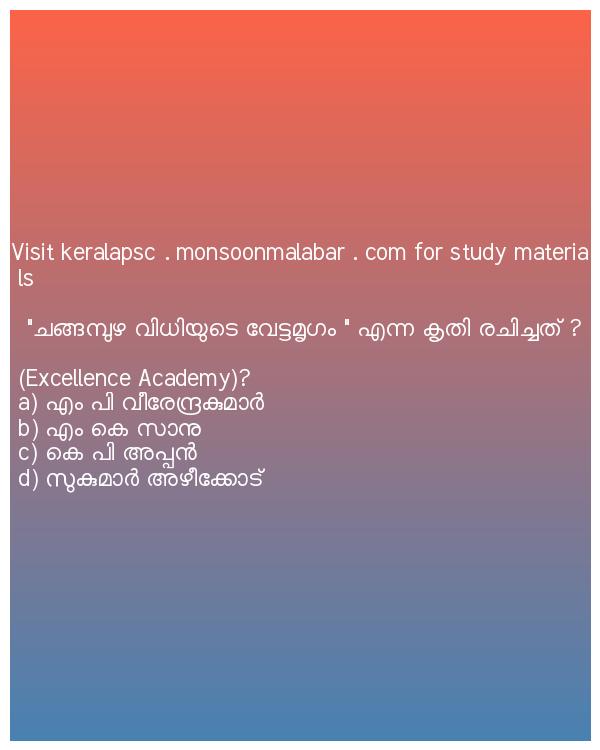 Visit keralapsc . monsoonmalabar . com for study materia
ls
"ചങ്ങമ്പുഴ വിധിയുടെ വേട്ടമൃഗം " എന്ന കൃതി രചിച്ചത് ?
(Excellence Academy)?
a) എം പി വീരേന്ദ്രകുമാർ
b) എം കെ സാനു
c) കെ പി അപ്പൻ
d) സുകുമാർ അഴീക്കോട്